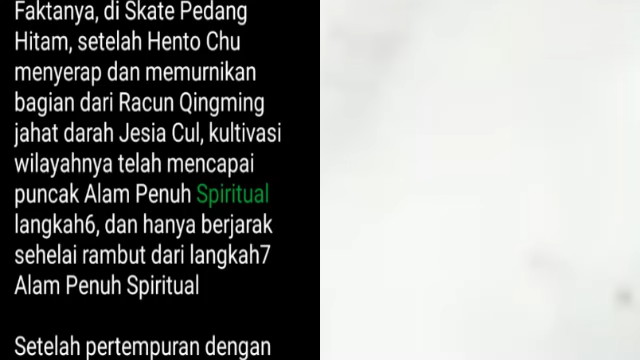 Faktanya, di Skate Pedang
Hitam, setelah Hento Chu
menyerap dan memurnikan
bagian dari Racun Qingming
jahat darah Jesia Cul, kultivasi
wilayahnya telah mencapai
puncak Alam Penuh Spiritual
langkah6, dan hanya berjarak
sehelai rambut dari langkah7
Alam Penuh Spiritual
Setelah pertempuran dengan